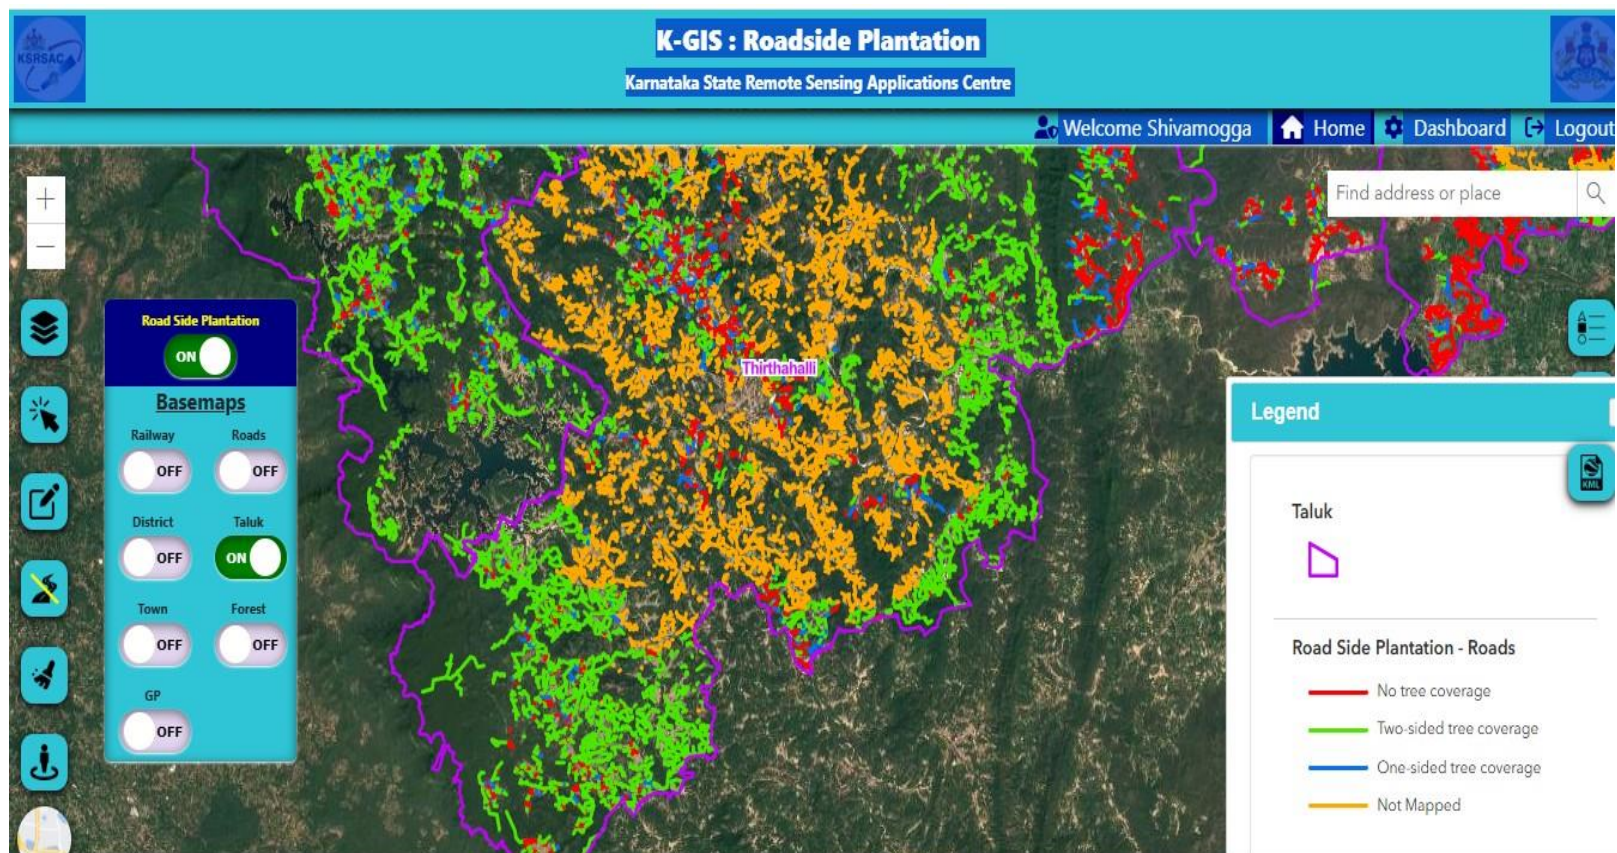 KSRSAC
K-GIS : Roadside Plantation
Karnataka State Remote Sensing Applications Centre
Welcome Shivamogga Home Dashboard Logout
Find address or place
Road Side Plantation
ON
Basemaps
Railway Roads
OFF OFF
District Taluk
OFF ON
Town Forest
OFF OFF
GP
OFF
Thirthahalli
Legend
KML
Taluk
Road Side Plantation - Roads
No tree coverage
Two-sided tree coverage
One-sided tree coverage
Not Mapped